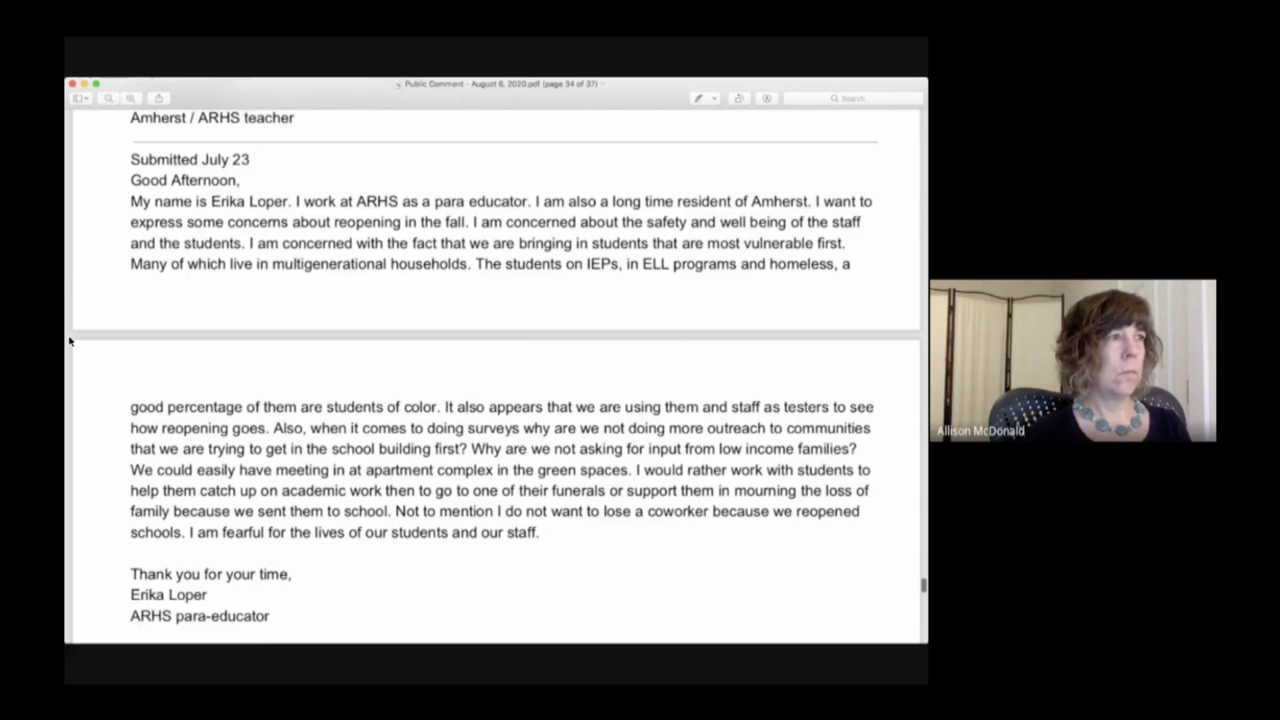 Public Comment - August 6, 2020.pdf (page 34 of 37)
Search
Amherst / ARHS teacher
Submitted July 23
Good Afternoon,
My name is Erika Loper. I work at ARHS as a para educator. I am also a long time resident of Amherst. I want to
express some concerns about reopening in the fall. I am concerned about the safety and well being of the staff
and the students. I am concerned with the fact that we are bringing in students that are most vulnerable first.
Many of which live in multigenerational households. The students on IEPs, in ELL programs and homeless, a
good percentage of them are students of color. It also appears that we are using them and staff as testers to see
how reopening goes. Also, when it comes to doing surveys why are we not doing more outreach to communities
that we are trying to get in the school building first? Why are we not asking for input from low income families?
We could easily have meeting in at apartment complex in the green spaces. I would rather work with students to
help them catch up on academic work then to go to one of their funerals or support them in mourning the loss of
family because we sent them to school. Not to mention I do not want to lose a coworker because we reopened
schools. I am fearful for the lives of our students and our staff.
Thank you for your time,
Erika Loper
ARHS para-educator
Allison McDonald